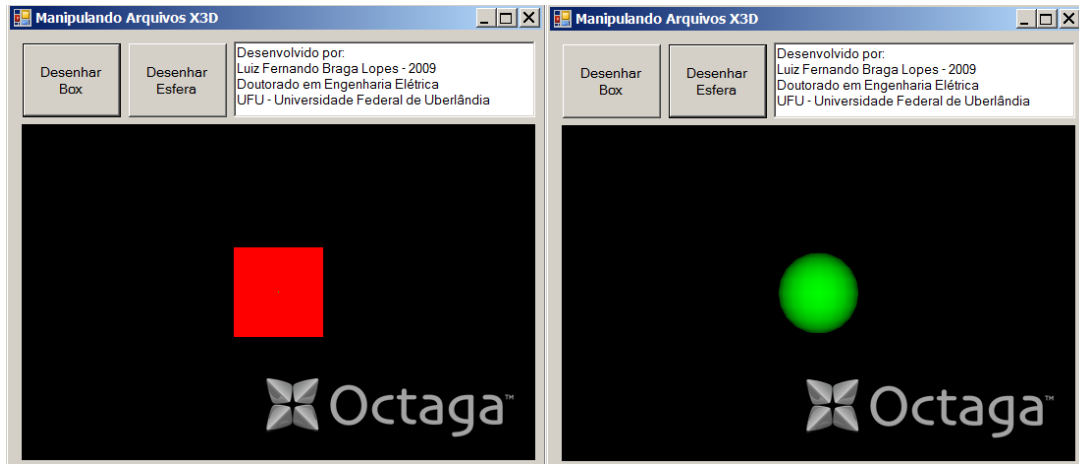 Manipulando Arquivos X3D
Desenhar
Box
Desenhar
Esfera
Desenvolvido por:
Luiz Fernando Braga Lopes - 2009
Doutorado em Engenharia Elétrica
UFU - Universidade Federal de Uberlândia
Octaga™
Manipulando Arquivos X3D
Desenhar
Box
Desenhar
Esfera
Desenvolvido por:
Luiz Fernando Braga Lopes - 2009
Doutorado em Engenharia Elétrica
UFU - Universidade Federal de Uberlândia
Octaga™